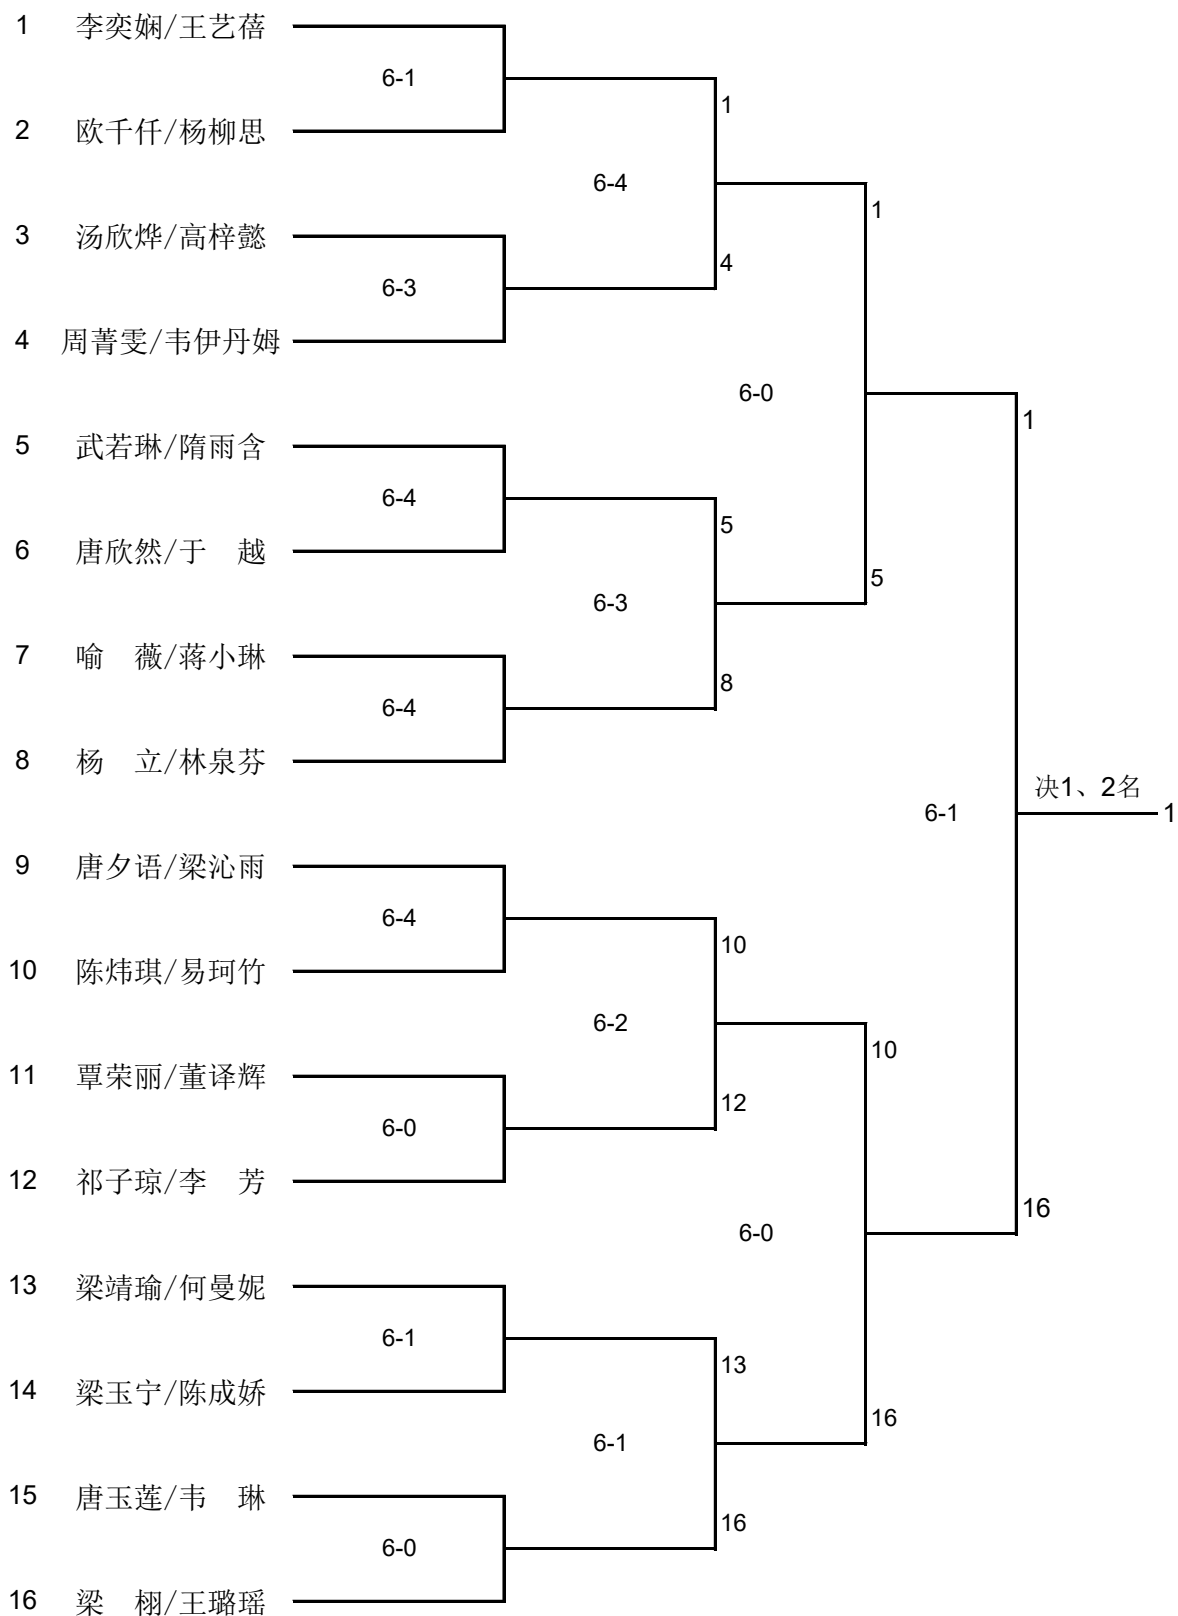 1 李奕娴/王艺蓓
6-1
1
2 欧千仟/杨柳思
6-4
1
3 汤欣烨/高梓懿
4
6-3
4 周菁雯/韦伊丹姆
6-0
1
5 武若琳/隋雨含
6-4
5
6 唐欣然/于 越
5
6-3
7 喻 薇/蒋小琳
8
6-4
8 杨 立/林泉芬
决1、2名
6-1
1
9 唐夕语/梁沁雨
6-4
10
10 陈炜琪/易珂竹
6-2
10
11 覃荣丽/董译辉
12
6-0
12 祁子琼/李 芳
16
6-0
13 梁靖瑜/何曼妮
6-1
13
14 梁玉宁/陈成娇
16
6-1
15 唐玉莲/韦 琳
16
6-0
16 梁 栩/王璐瑶